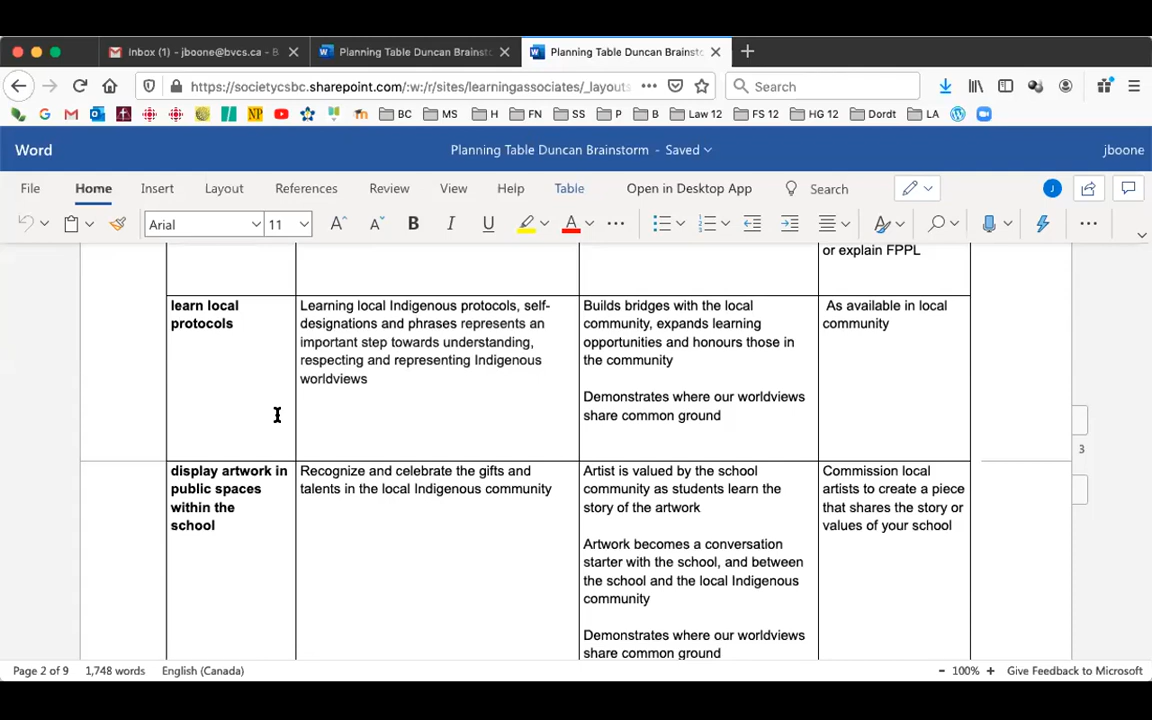 Inbox (1) - jboone@bvcs.ca - B
Planning Table Duncan Brainsto
Planning Table Duncan Brainsto
https://societycsbc.sharepoint.com/:w:/r/sites/learningassociates/_layouts
Search
BC
MS
H
FN
SS
P
B
Law 12
FS 12
HG 12
Dordt
LA
Word
Planning Table Duncan Brainstorm - Saved
jboone
File
Home
Insert
Layout
References
Review
View
Help
Table
Open in Desktop App
Search
J
Arial
11
or explain FPPL
learn local
protocols
Learning local Indigenous protocols, self-
designations and phrases represents an
important step towards understanding,
respecting and representing Indigenous
worldviews
Builds bridges with the local
community, expands learning
opportunities and honours those in
the community
Demonstrates where our worldviews
share common ground
As available in local
community
3
display artwork in
public spaces
within the
school
Recognize and celebrate the gifts and
talents in the local Indigenous community
Artist is valued by the school
community as students learn the
story of the artwork
Artwork becomes a conversation
starter with the school, and between
the school and the local Indigenous
community
Demonstrates where our worldviews
share common ground
Commission local
artists to create a piece
that shares the story or
values of your school
Page 2 of 9
1,748 words
English (Canada)
- 100% +
Give Feedback to Microsoft